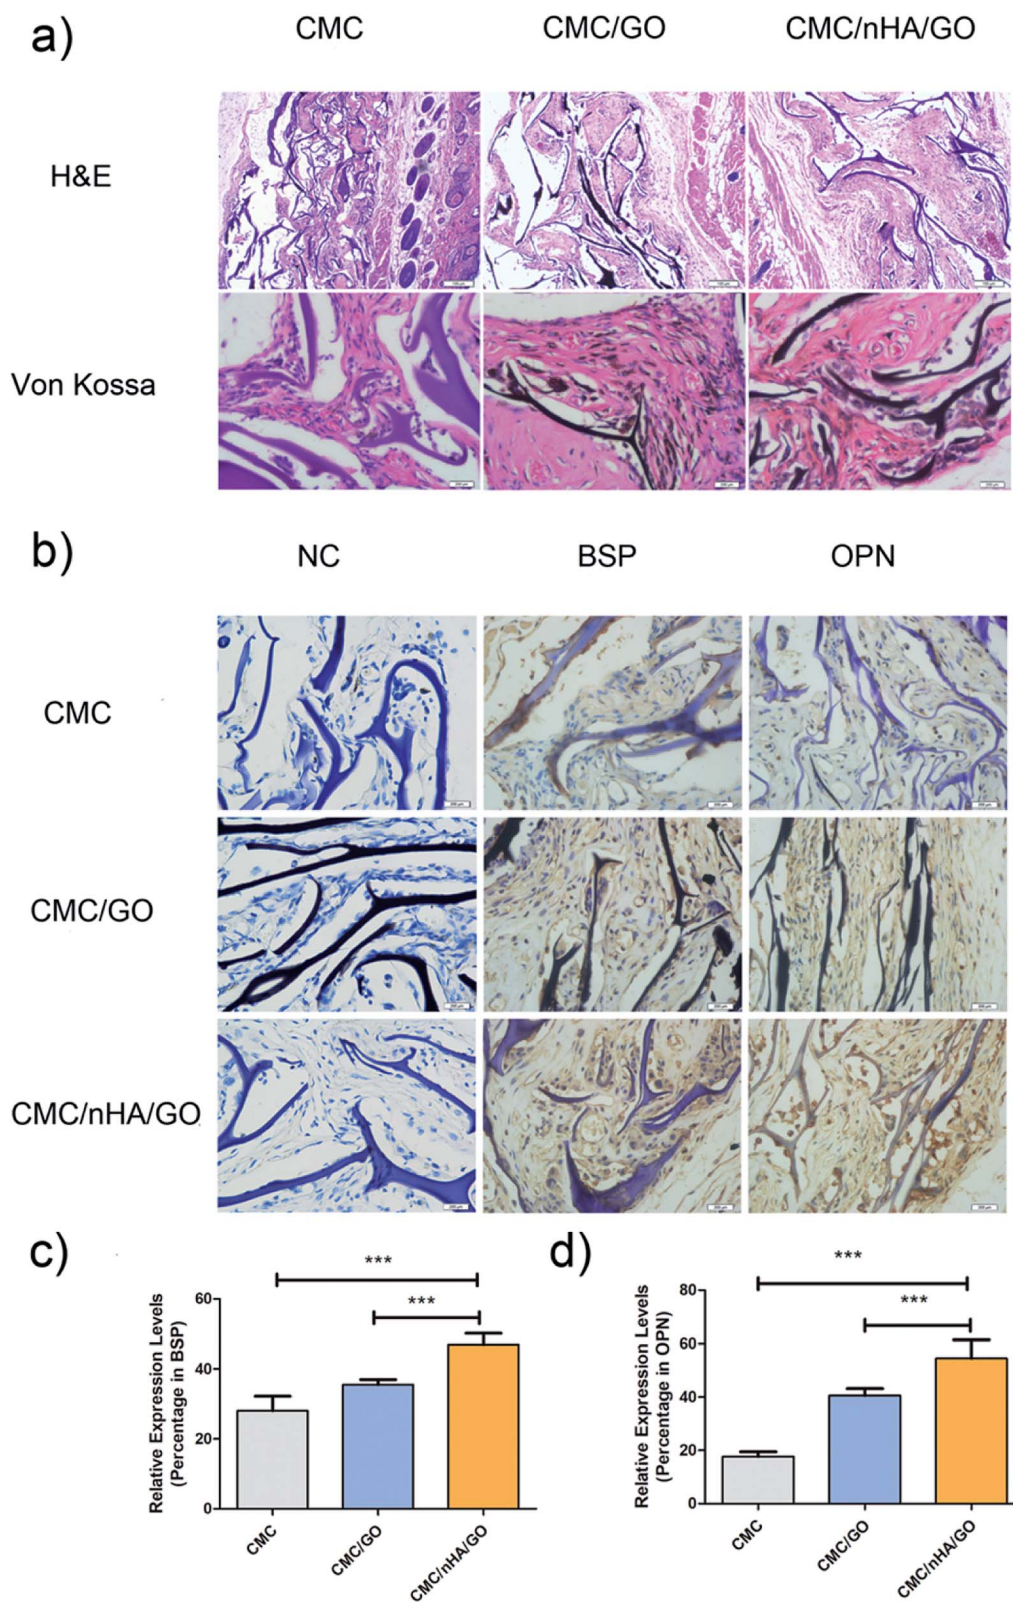 a)
CMC CMC/GO CMC/nHA/GO
H&E
Von Kossa
b)
NC BSP OPN
CMC
CMC/GO
CMC/nHA/GO
c)
***
***
Relative Expression Levels
(Percentage in BSP)
60
40
20
0
CMC
CMC/GO
CMC/nHA/GO
d)
***
***
Relative Expression Levels
(Percentage in OPN)
80
60
40
20
0
CMC
CMC/GO
CMC/nHA/GO